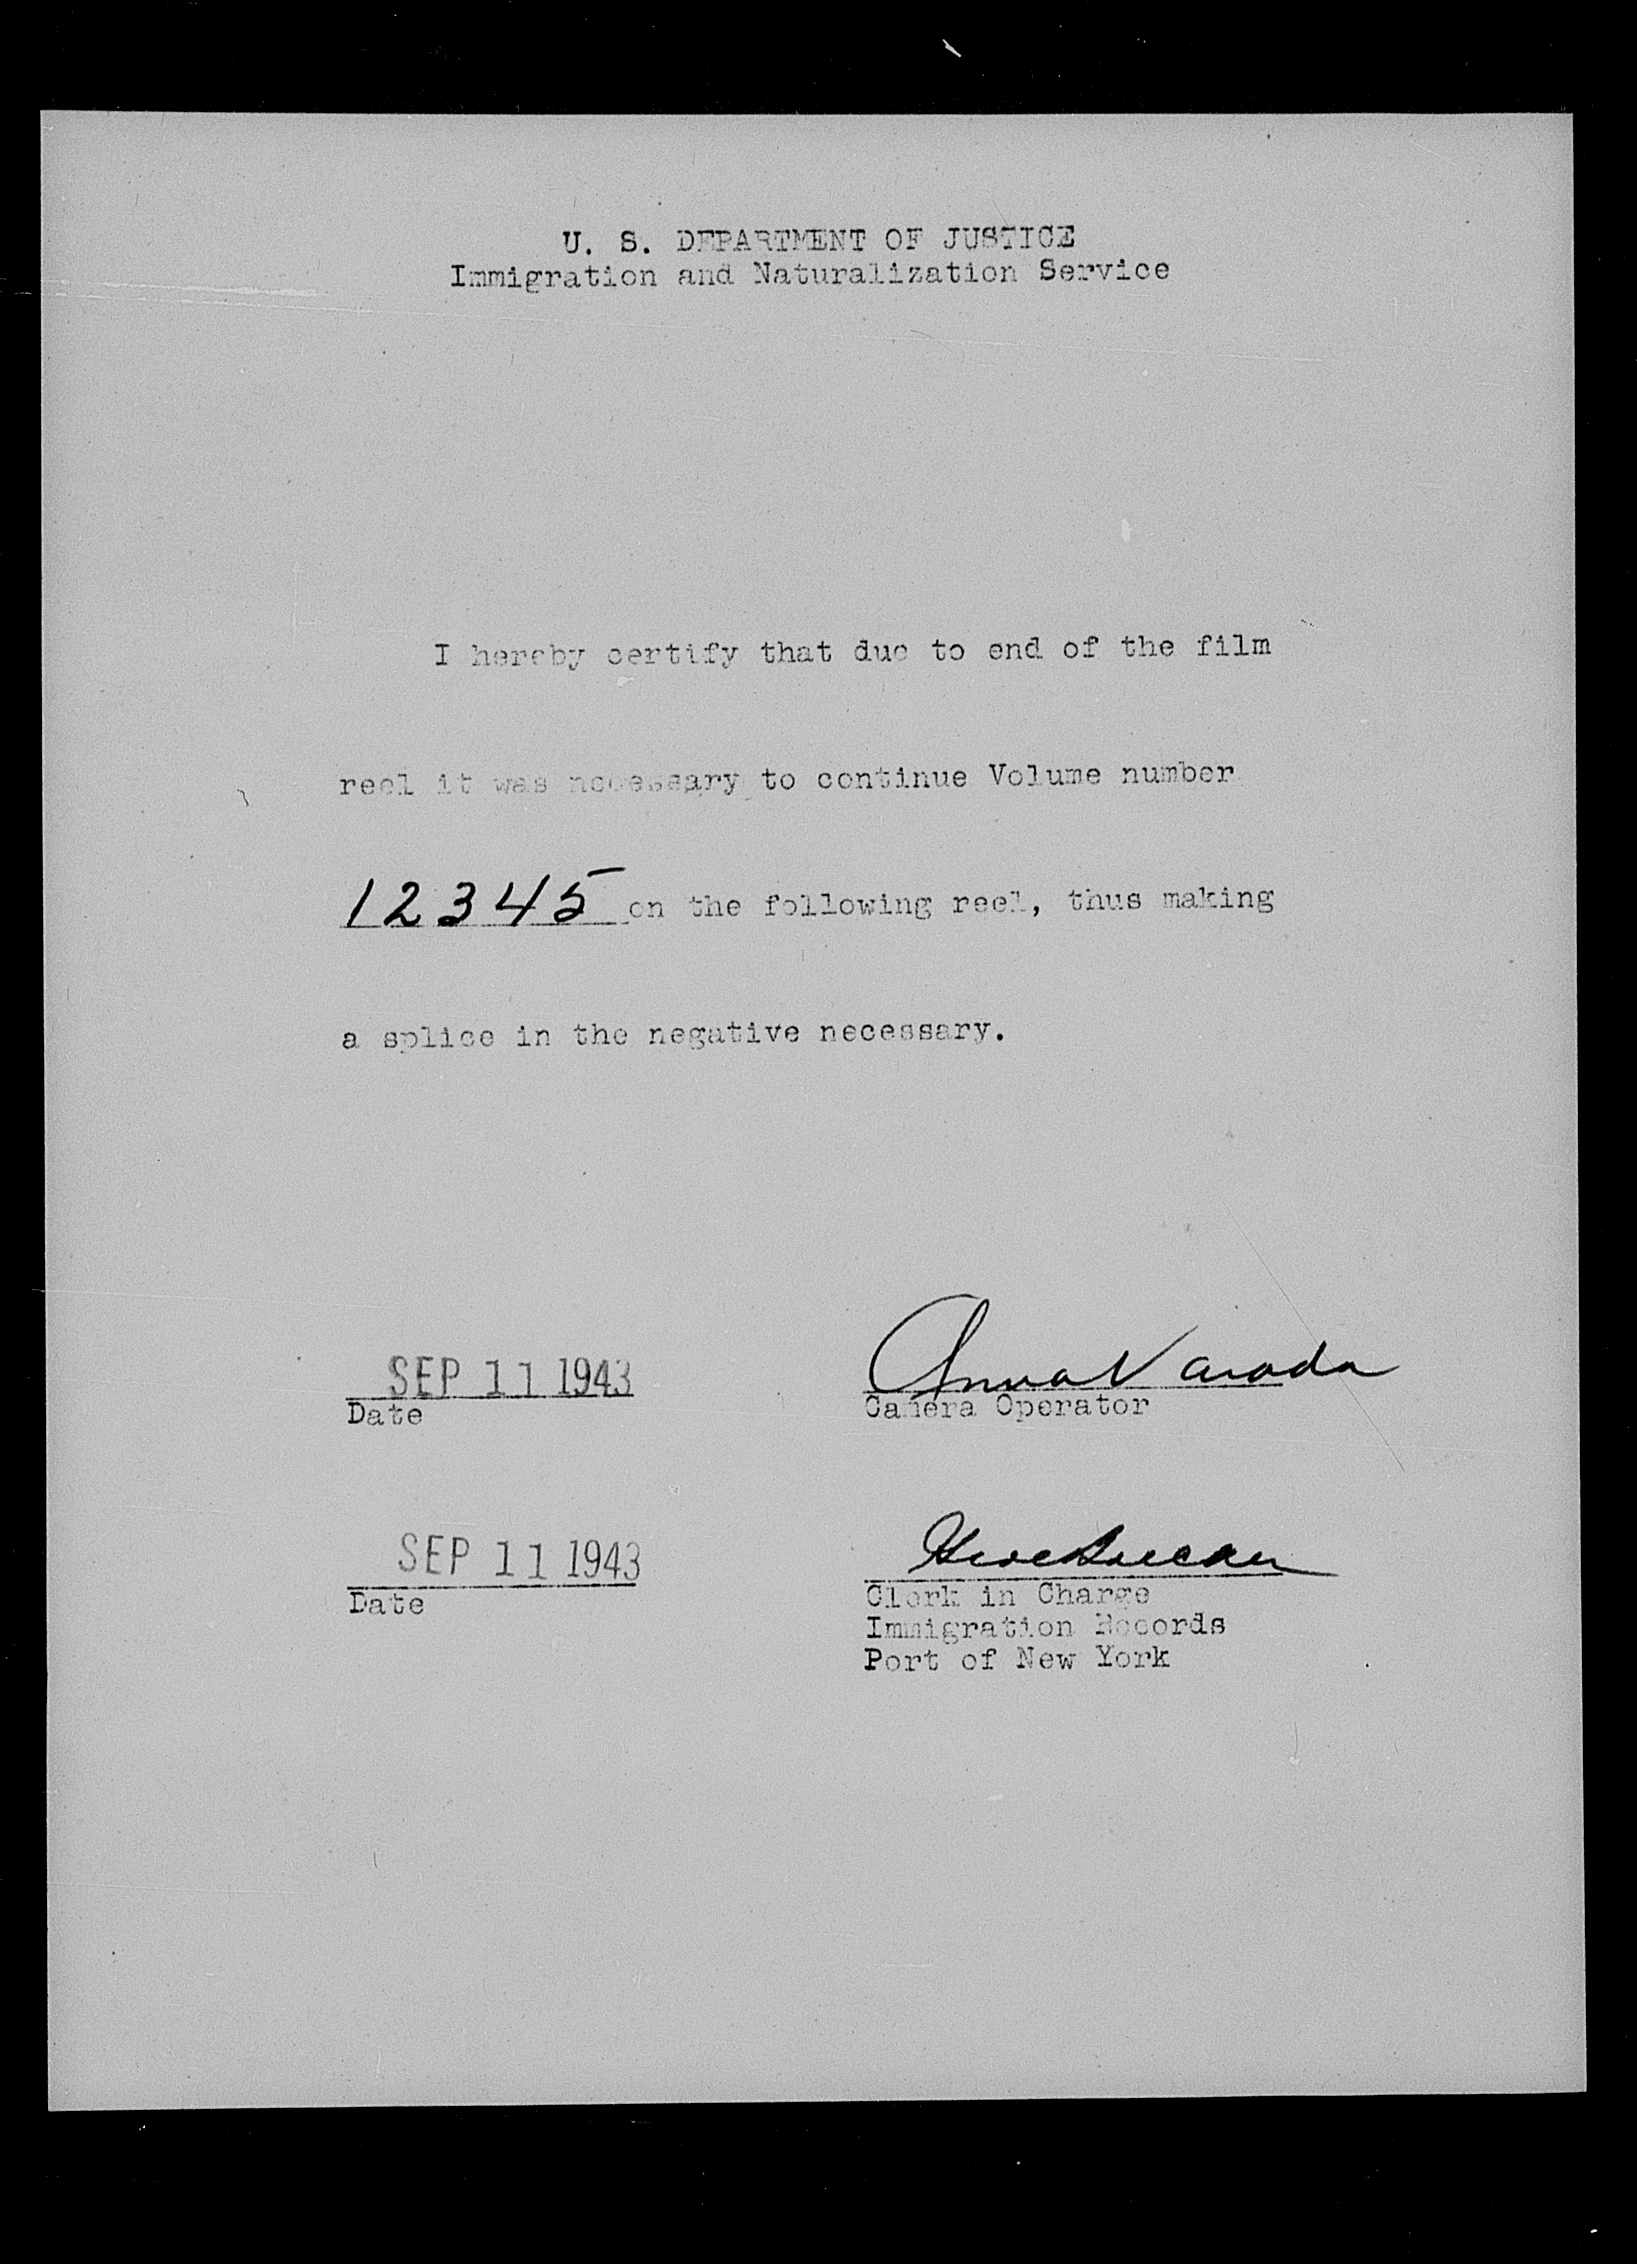 U. S. DEPARTMENT OF JUSTICE
Immigration and Naturalization Service
I hereby certify that due to end of the film
reel it was necessary to continue Volume number
12345 on the following reel, thus making
a splice in the negative necessary.
SEP 11 1943
Date
Anna Varada
Camera Operator
SEP 11 1943
Date
Clerk in Charge
Immigration Records
Port of New York